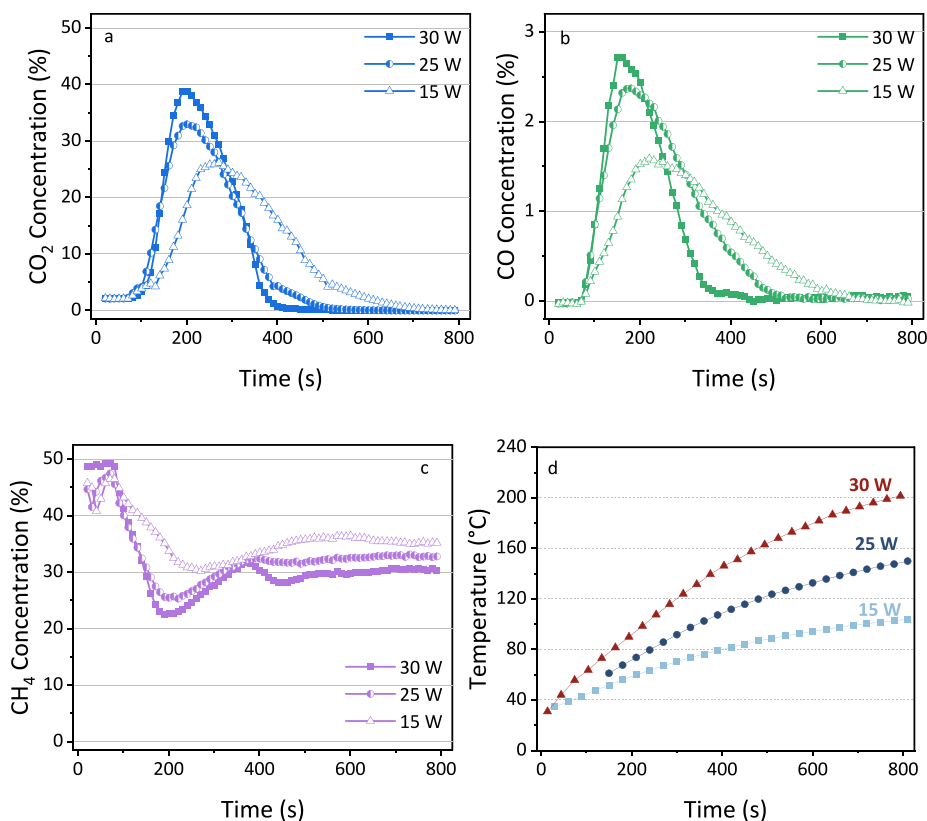 a
30 W
25 W
15 W
CO₂ Concentration (%)
50
40
30
20
10
0
0 200 400 600 800
Time (s)
b
30 W
25 W
15 W
CO Concentration (%)
3
2
1
0
0 200 400 600 800
Time (s)
c
CH₄ Concentration (%)
50
40
30
20
10
0
30 W
25 W
15 W
0 200 400 600 800
Time (s)
d
Temperature (°C)
240
200
160
120
80
40
0
30 W
25 W
15 W
0 200 400 600 800
Time (s)